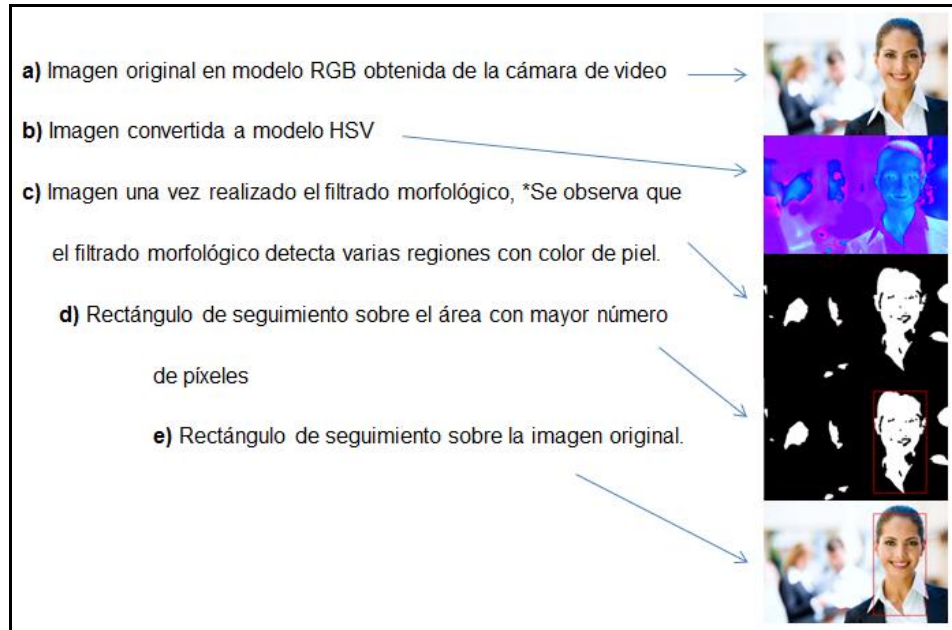 a) Imagen original en modelo RGB obtenida de la cámara de video
b) Imagen convertida a modelo HSV
c) Imagen una vez realizado el filtrado morfológico, *Se observa que
el filtrado morfológico detecta varias regiones con color de piel.
d) Rectángulo de seguimiento sobre el área con mayor número
de píxeles
e) Rectángulo de seguimiento sobre la imagen original.